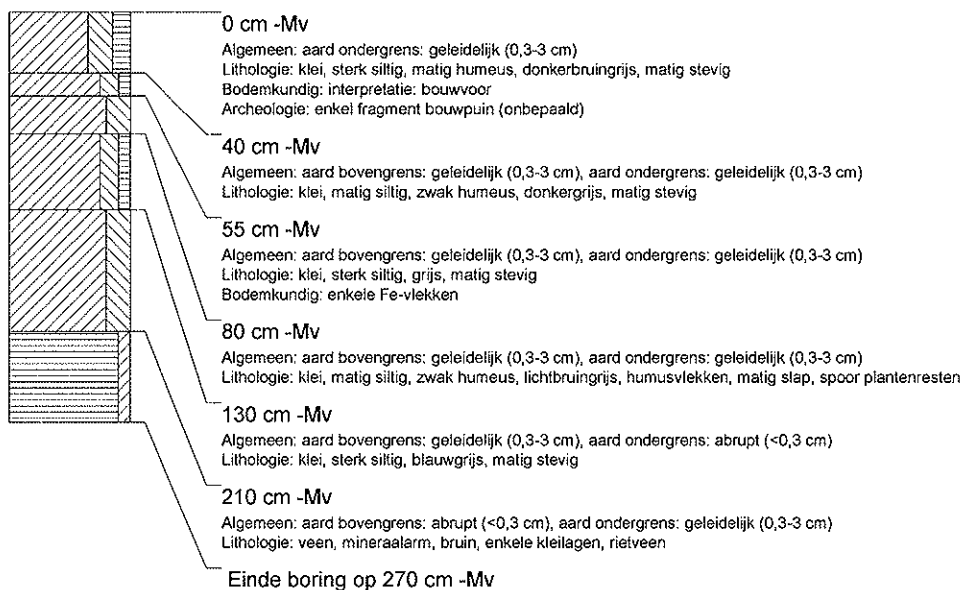 0 cm -Mv
Algemeen: aard ondergrens: geleidelijk (0,3-3 cm)
Lithologie: klei, sterk siltig, matig humeus, donkerbruingrijs, matig stevig
Bodemkundig: interpretatie: bouwvoor
Archeologie: enkel fragment bouwpuin (onbepaald)
40 cm -Mv
Algemeen: aard bovengrens: geleidelijk (0,3-3 cm), aard ondergrens: geleidelijk (0,3-3 cm)
Lithologie: klei, matig siltig, zwak humeus, donkergrijs, matig stevig
55 cm -Mv
Algemeen: aard bovengrens: geleidelijk (0,3-3 cm), aard ondergrens: geleidelijk (0,3-3 cm)
Lithologie: klei, sterk siltig, grijs, matig stevig
Bodemkundig: enkele Fe-vlekken
80 cm -Mv
Algemeen: aard bovengrens: geleidelijk (0,3-3 cm), aard ondergrens: geleidelijk (0,3-3 cm)
Lithologie: klei, matig siltig, zwak humeus, lichtbruingrijs, humusvlekken, matig slap, spoor plantenresten
130 cm -Mv
Algemeen: aard bovengrens: geleidelijk (0,3-3 cm), aard ondergrens: abrupt (<0,3 cm)
Lithologie: klei, sterk siltig, blauwgrijs, matig stevig
210 cm -Mv
Algemeen: aard bovengrens: abrupt (<0,3 cm), aard ondergrens: geleidelijk (0,3-3 cm)
Lithologie: veen, mineraalarm, bruin, enkele kleilagen, rietveen
Einde boring op 270 cm -Mv